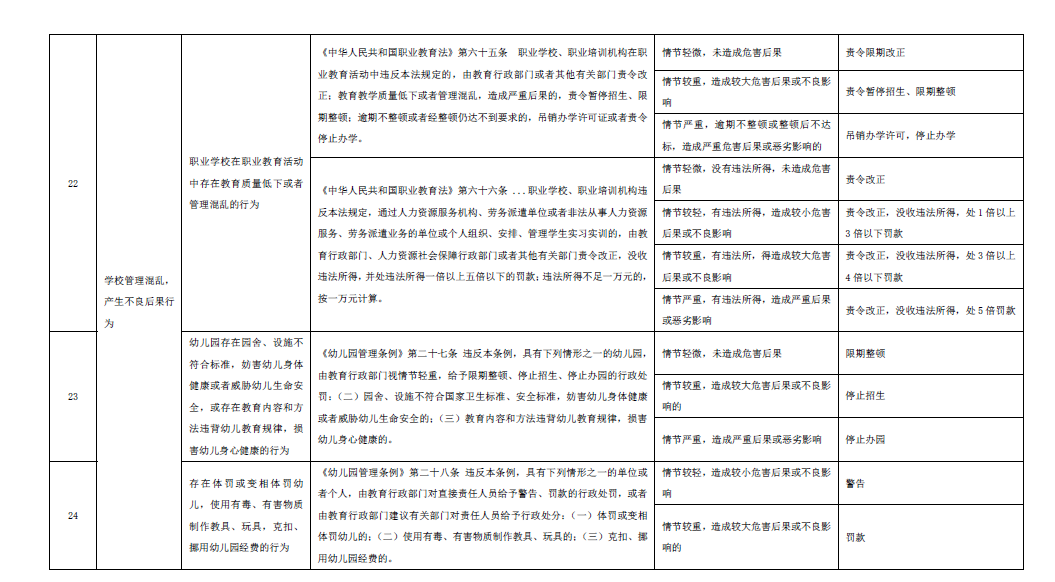 22
学校管理混乱，
产生不良后果行
为
职业学校在职业教育活动
中存在教育质量低下或者
管理混乱的行为
《中华人民共和国职业教育法》第六十五条 职业学校、职业培训机构在职
业教育活动中违反本法规定的，由教育行政部门或者其他有关部门责令改
正；教育教学质量低下或者管理混乱，造成严重后果的，责令暂停招生、限
期整顿；逾期不整顿或者经整顿仍达不到要求的，吊销办学许可证或者责令
停止办学。
情节轻微，未造成危害后果
责令限期改正
情节较重，造成较大危害后果或不良影
响
责令暂停招生、限期整顿
情节严重，逾期不整顿或整顿后不达
标，造成严重危害后果或恶劣影响的
吊销办学许可，停止办学
《中华人民共和国职业教育法》第六十六条 ...职业学校、职业培训机构违
反本法规定，通过人力资源服务机构、劳务派遣单位或者非法从事人力资源
服务、劳务派遣业务的单位或个人组织、安排、管理学生实习实训的，由教
育行政部门、人力资源社会保障行政部门或者其他有关部门责令改正，没收
违法所得，并处违法所得一倍以上五倍以下的罚款；违法所得不足一万元的，
按一万元计算。
情节轻微，没有违法所得，未造成危害
后果
责令改正
情节较轻，有违法所得，造成较小危害
后果或不良影响
责令改正，没收违法所得，处1倍以上
3倍以下罚款
情节较重，有违法所，得造成较大危害
后果或不良影响
责令改正，没收违法所得，处3倍以上
4倍以下罚款
情节严重，有违法所得，造成严重后果
或恶劣影响
责令改正，没收违法所得，处5倍罚款
23
幼儿园存在园舍、设施不
符合标准，妨害幼儿身体
健康或者威胁幼儿生命安
全，或存在教育内容和方
法违背幼儿教育规律，损
害幼儿身心健康的行为
《幼儿园管理条例》第二十七条 违反本条例，具有下列情形之一的幼儿园，
由教育行政部门视情节轻重，给予限期整顿、停止招生、停止办园的行政处
罚：（二）园舍、设施不符合国家卫生标准、安全标准，妨害幼儿身体健康
或者威胁幼儿生命安全的；（三）教育内容和方法违背幼儿教育规律，损害
幼儿身心健康的。
情节轻微，未造成危害后果
限期整顿
情节较重，造成较大危害后果或不良影
响的
停止招生
情节严重，造成严重后果或恶劣影响
停止办园
24
存在体罚或变相体罚幼
儿，使用有毒、有害物质
制作教具、玩具，克扣、
挪用幼儿园经费的行为
《幼儿园管理条例》第二十八条 违反本条例，具有下列情形之一的单位或
者个人，由教育行政部门对直接责任人员给予警告、罚款的行政处罚，或者
由教育行政部门建议有关部门对责任人员给予行政处分：（一）体罚或变相
体罚幼儿的；（二）使用有毒、有害物质制作教具、玩具的；（三）克扣、挪
用幼儿园经费的。
情节较轻，造成较小危害后果或不良影
响
警告
情节较重，造成较大危害后果或不良影
响的
罚款